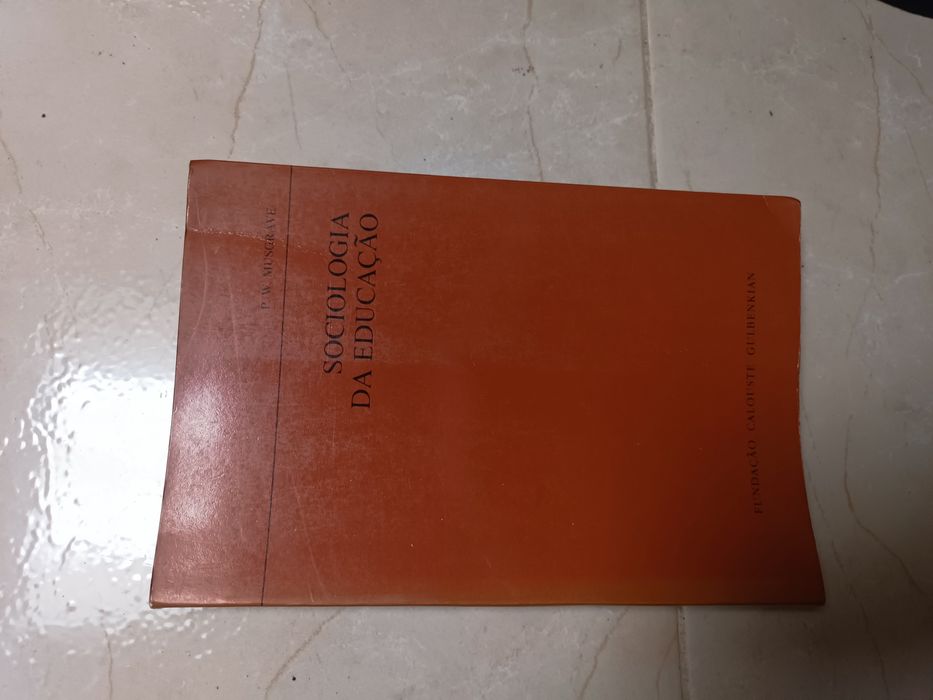 P. W. MUSGRAVE
SOCIOLOGIA
DA EDUCAÇÃO
FUNDAÇÃO CALOUSTE GULBENKIAN